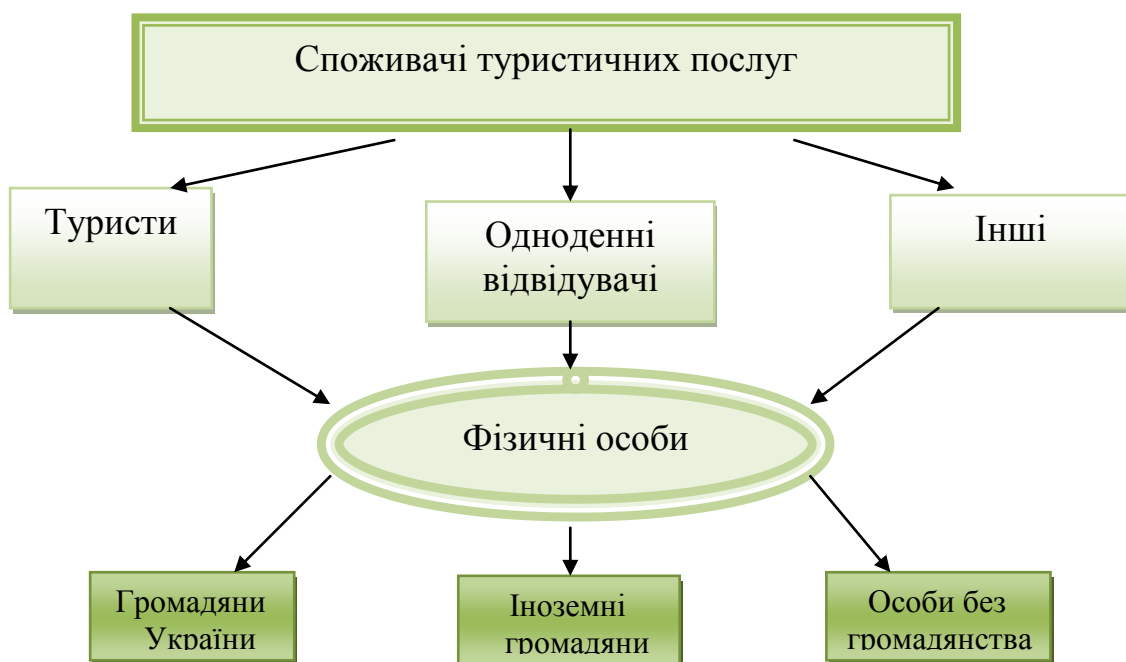 Споживачі туристичних послуг
Туристи
Одноденні
відвідувачі
Інші
Фізичні особи
Громадяни
України
Іноземні
громадяни
Особи без
громадянства